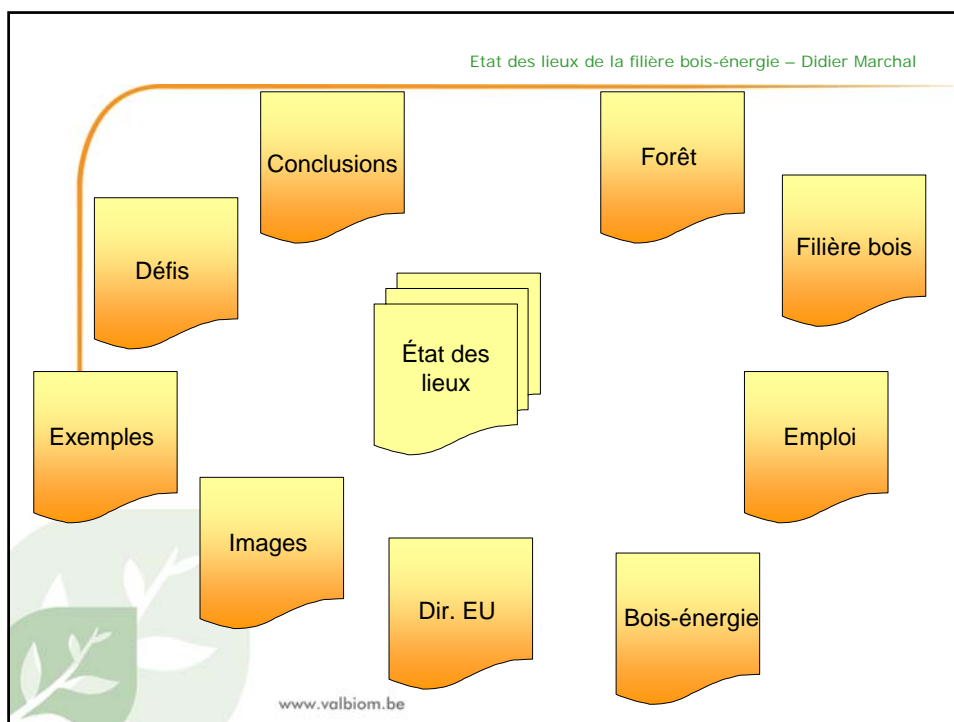 Etat des lieux de la filière bois-énergie – Didier Marchal
Conclusions
Forêt
Filière bois
Défis
État des
lieux
Exemples
Emploi
Images
Dir. EU
Bois-énergie
www.valbiom.be